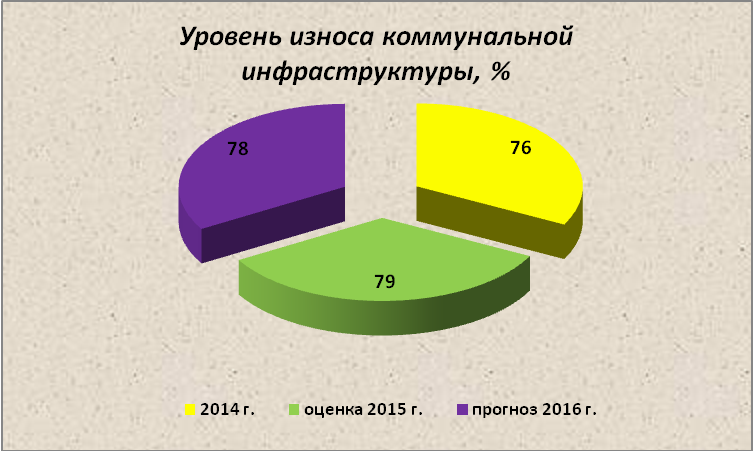 Уровень износа коммунальной
инфраструктуры, %
78
76
79
2014 г.
оценка 2015 г.
прогноз 2016 г.